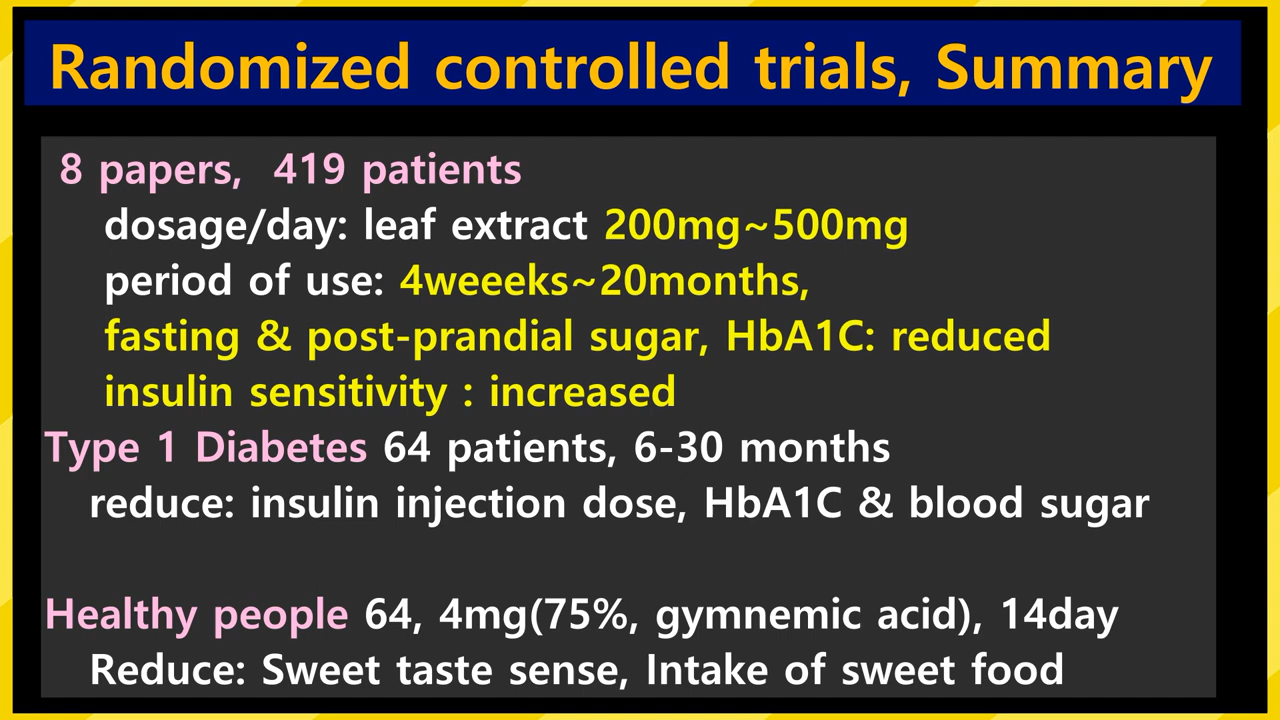 Randomized controlled trials, Summary
8 papers, 419 patients
dosage/day: leaf extract 200mg~500mg
period of use: 4weeeks~20months,
fasting & post-prandial sugar, HbA1C: reduced
insulin sensitivity : increased
Type 1 Diabetes 64 patients, 6-30 months
reduce: insulin injection dose, HbA1C & blood sugar
Healthy people 64, 4mg(75%, gymnemic acid), 14day
Reduce: Sweet taste sense, Intake of sweet food